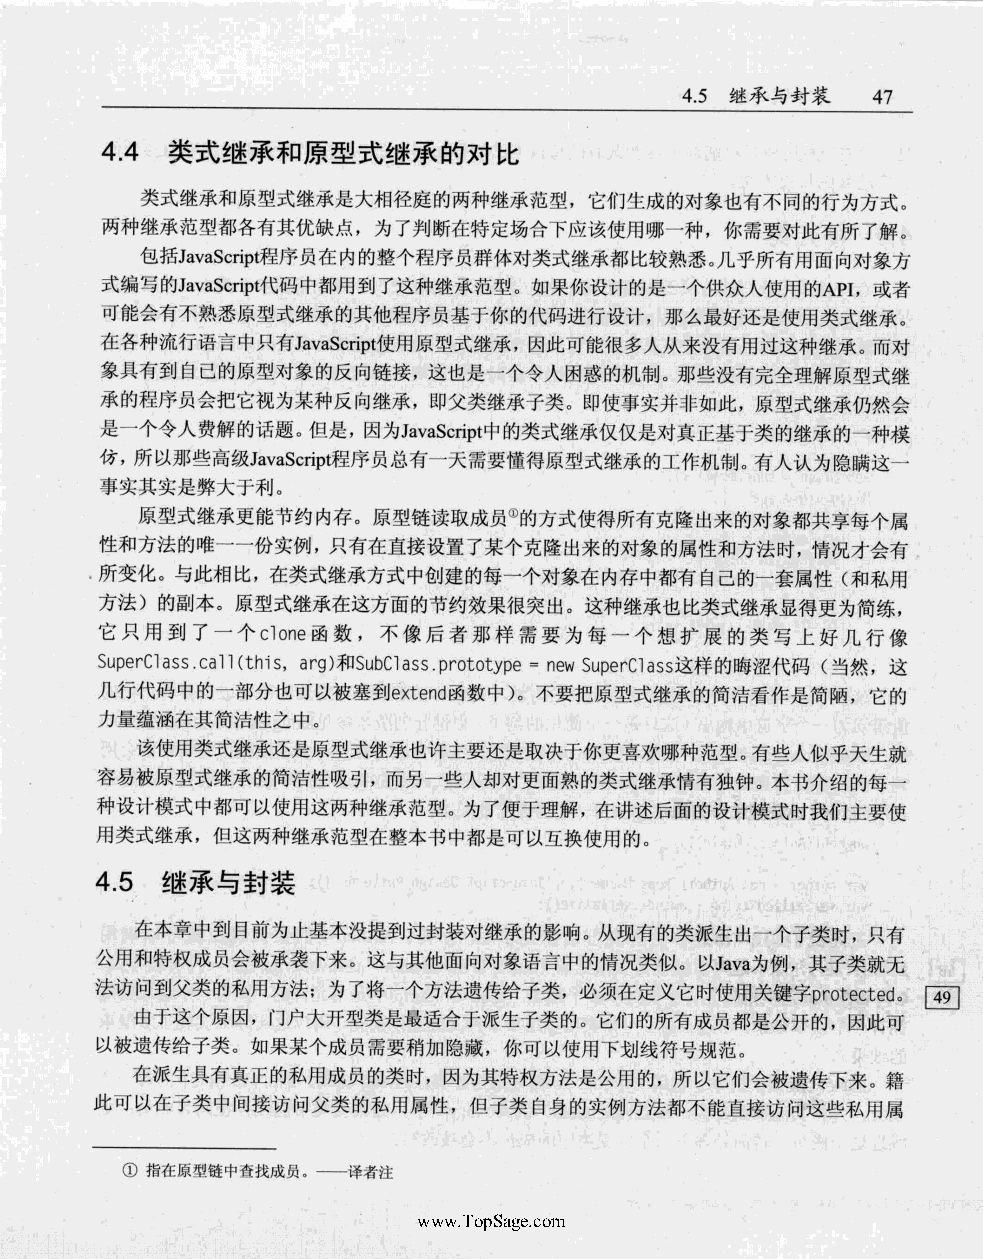 4.5 继承与封装 47
4.4 类式继承和原型式继承的对比
类式继承和原型式继承是大相径庭的两种继承范型，它们生成的对象也有不同的行为方式。
两种继承范型都各有其优缺点，为了判断在特定场合下应该使用哪一种，你需要对此有所了解。
包括JavaScript程序员在内的整个程序员群体对类式继承都比较熟悉。几乎所有用面向对象方
式编写的JavaScript代码中都用到了这种继承范型。如果你设计的是一个供众人使用的API，或者
可能会有不熟悉原型式继承的其他程序员基于你的代码进行设计，那么最好还是使用类式继承。
在各种流行语言中只有JavaScript使用原型式继承，因此可能很多人从来没有用过这种继承。而对
象具有到自己的原型对象的反向链接，这也是一个令人困惑的机制。那些没有完全理解原型式继
承的程序员会把它视为某种反向继承，即父类继承子类。即使事实并非如此，原型式继承仍然会
是一个令人费解的话题。但是，因为JavaScript中的类式继承仅仅是对真正基于类的继承的一种模
仿，所以那些高级JavaScript程序员总有一天需要懂得原型式继承的工作机制。有人认为隐瞒这一
事实其实是弊大于利。
原型式继承更能节约内存。原型链读取成员①的方式使得所有克隆出来的对象都共享每个属
性和方法的唯一一份实例，只有在直接设置了某个克隆出来的对象的属性和方法时，情况才会有
所变化。与此相比，在类式继承方式中创建的每一个对象在内存中都有自己的一套属性（和私用
方法）的副本。原型式继承在这方面的节约效果很突出。这种继承也比类式继承显得更为简练，
它只用到了一个clone函数，不像后者那样需要为每一个想扩展的类写上好几行像
SuperClass.call(this, arg)和SubClass.prototype = new SuperClass这样的晦涩代码（当然，这
几行代码中的一部分也可以被塞到extend函数中）。不要把原型式继承的简洁看作是简陋，它的
力量蕴涵在其简洁性之中。
该使用类式继承还是原型式继承也许主要还是取决于你更喜欢哪种范型。有些人似乎天生就
容易被原型式继承的简洁性吸引，而另一些人却对更面熟的类式继承情有独钟。本书介绍的每一
种设计模式中都可以使用这两种继承范型。为了便于理解，在讲述后面的设计模式时我们主要使
用类式继承，但这两种继承范型在整本书中都是可以互换使用的。
4.5 继承与封装
在本章中到目前为止基本没提到过封装对继承的影响。从现有的类派生出一个子类时，只有
公用和特权成员会被承袭下来。这与其他面向对象语言中的情况类似。以Java为例，其子类就无
法访问到父类的私用方法；为了将一个方法遗传给子类，必须在定义它时使用关键字protected。
49
由于这个原因，门户大开型类是最适合于派生子类的。它们的所有成员都是公开的，因此可
以被遗传给子类。如果某个成员需要稍加隐藏，你可以使用下划线符号规范。
在派生具有真正的私用成员的类时，因为其特权方法是公用的，所以它们会被遗传下来。籍
此可以在子类中间接访问父类的私用属性，但子类自身的实例方法都不能直接访问这些私用属
① 指在原型链中查找成员。——译者注
www.TopSage.com